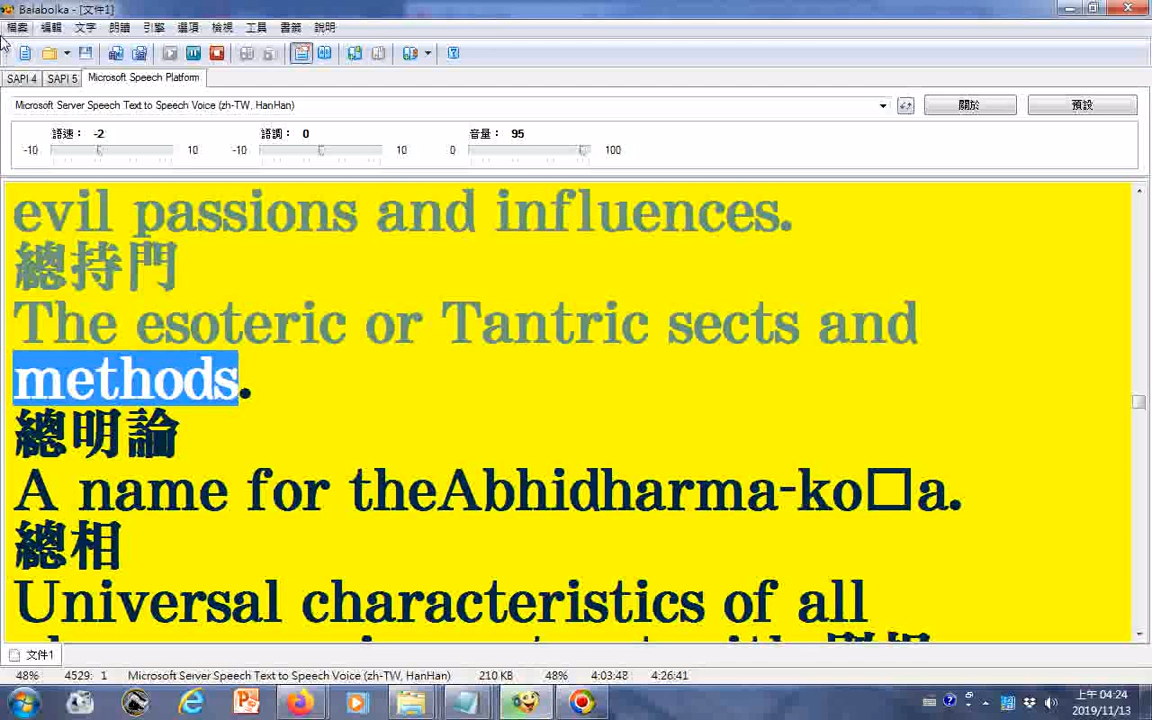 Balabolka - [文件1]
檔案 編輯 文字 朗讀 引擎 選項 檢視 工具 書籤 說明
SAPI 4 SAPI 5 Microsoft Speech Platform
Microsoft Server Speech Text to Speech Voice (zh-TW, HanHan) 關於 預設
語速： -2 語調： 0 音量： 95
-10 10 -10 10 0 100
evil passions and influences.
總持門
The esoteric or Tantric sects and
methods.
總明論
A name for theAbhidharma-ko□a.
總相
Universal characteristics of all
文件1
48% 4529: 1 Microsoft Server Speech Text to Speech Voice (zh-TW, HanHan) 210 KB 48% 4:03:48 4:26:41
上午 04:24
2019/11/13